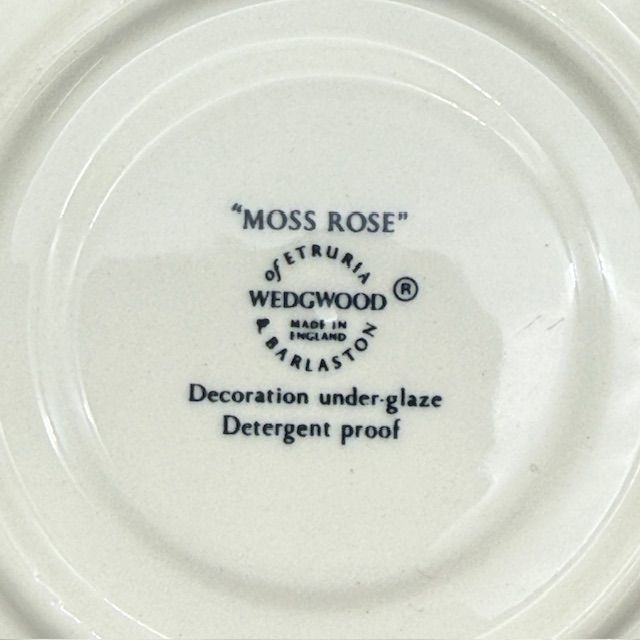 “MOSS ROSE”
of ETRURIA
WEDGWOOD ®
MADE IN
ENGLAND
& BARLASTON
Decoration under-glaze
Detergent proof